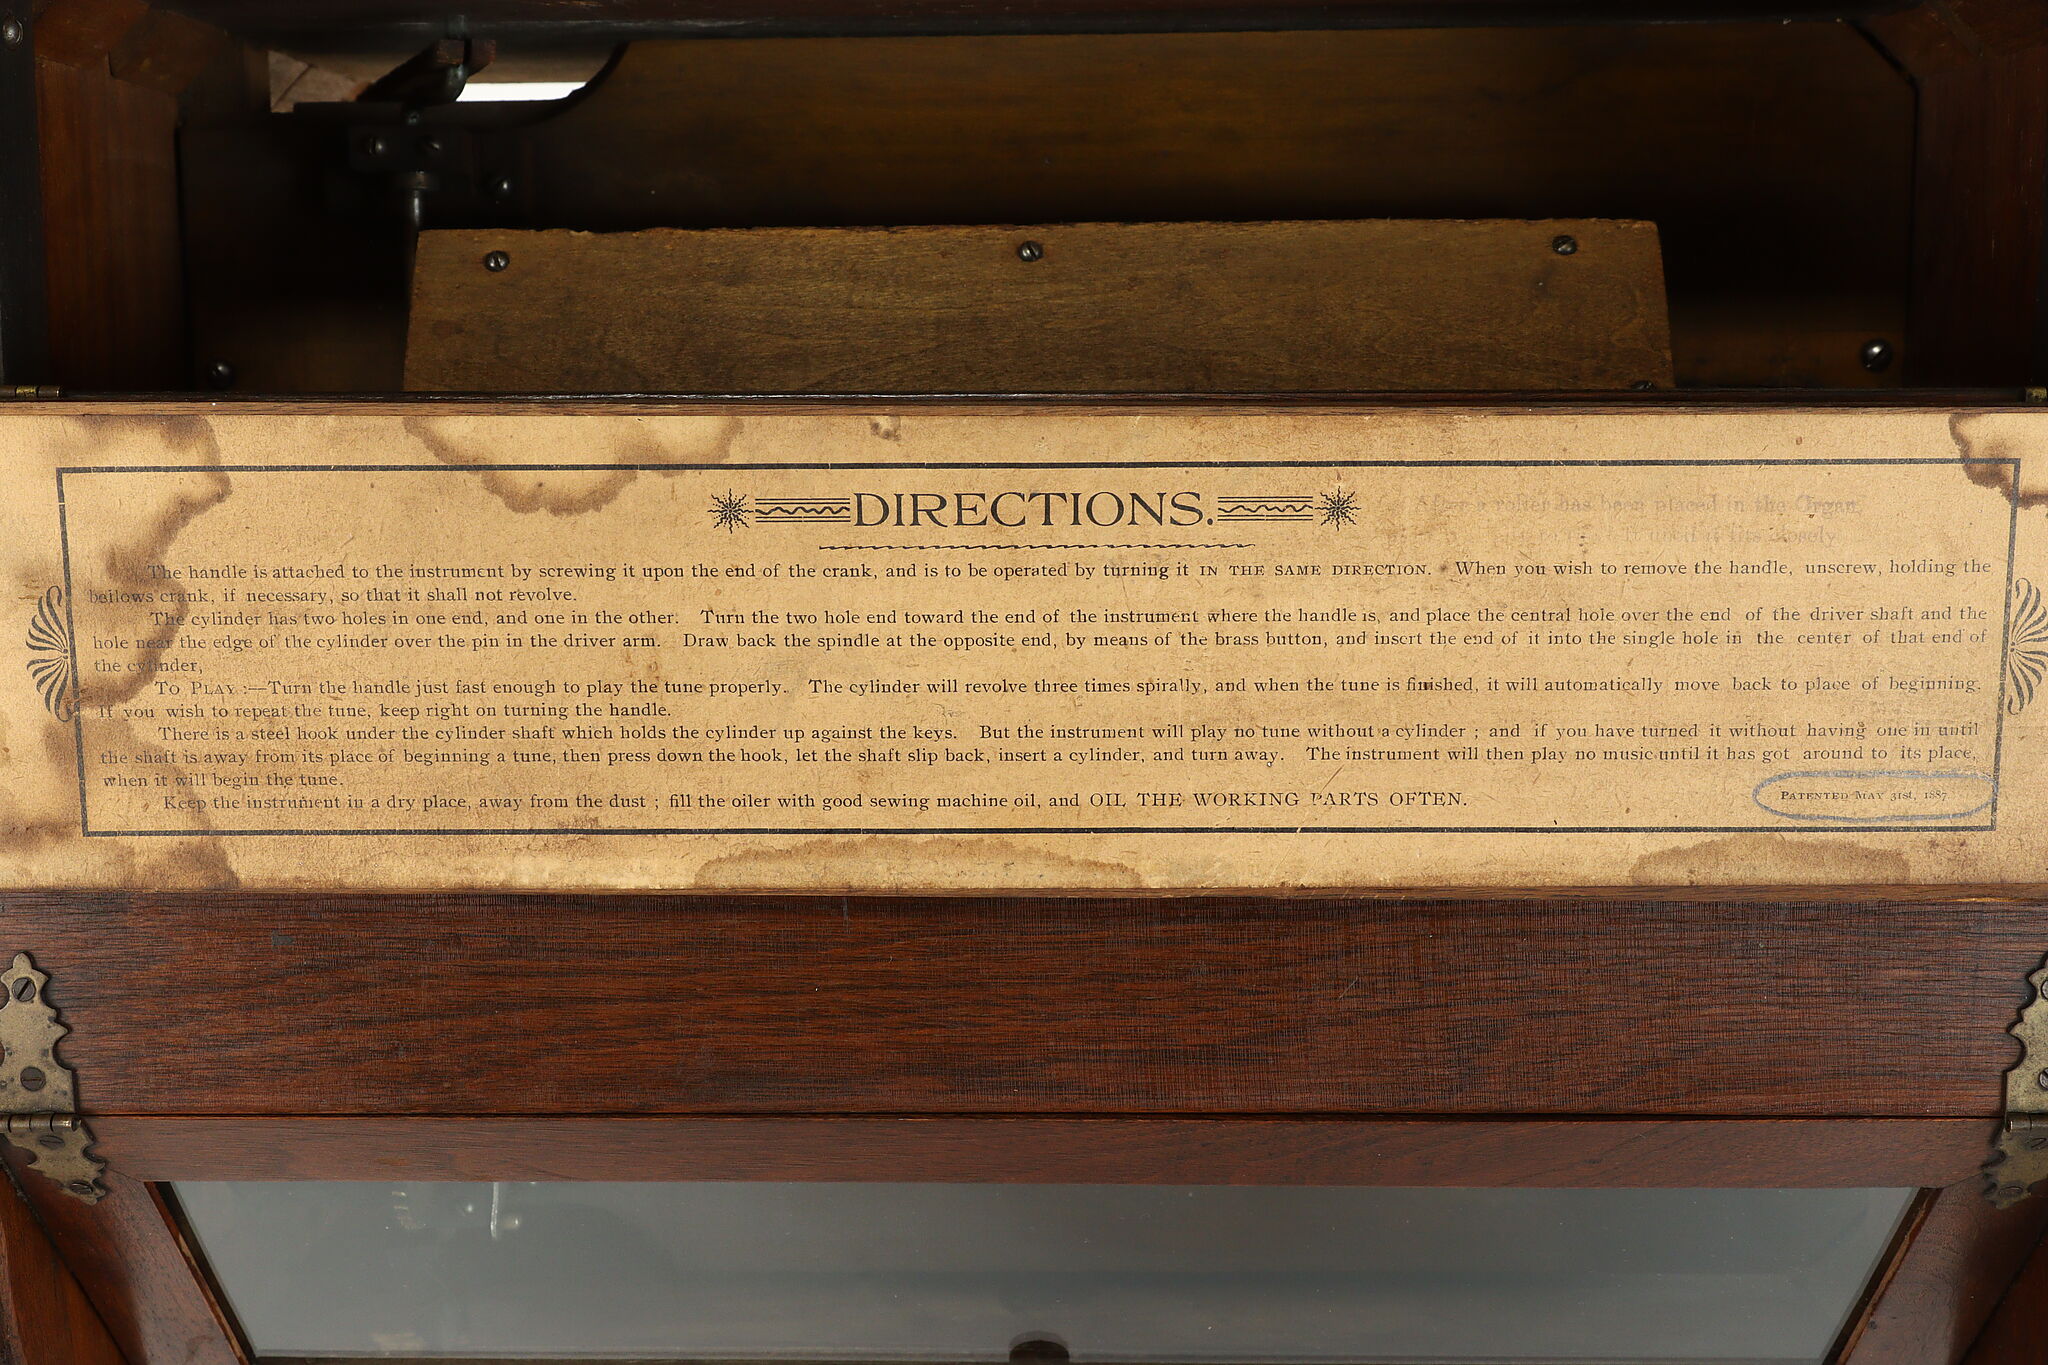 DIRECTIONS.
roller has been placed in the Organ
it fits closely
The handle is attached to the instrument by screwing it upon the end of the crank, and is to be operated by turning it IN THE SAME DIRECTION. When you wish to remove the handle, unscrew, holding the
bellows crank, if necessary, so that it shall not revolve.
The cylinder has two holes in one end, and one in the other. Turn the two hole end toward the end of the instrument where the handle is, and place the central hole over the end of the driver shaft and the
hole near the edge of the cylinder over the pin in the driver arm. Draw back the spindle at the opposite end, by means of the brass button, and insert the end of it into the single hole in the center of that end of
the cylinder,
TO PLAY :—Turn the handle just fast enough to play the tune properly. The cylinder will revolve three times spirally, and when the tune is finished, it will automatically move back to place of beginning.
If you wish to repeat the tune, keep right on turning the handle.
There is a steel hook under the cylinder shaft which holds the cylinder up against the keys. But the instrument will play no tune without a cylinder ; and if you have turned it without having one in until
the shaft is away from its place of beginning a tune, then press down the hook, let the shaft slip back, insert a cylinder, and turn away. The instrument will then play no music until it has got around to its place,
when it will begin the tune.
Keep the instrument in a dry place, away from the dust ; fill the oiler with good sewing machine oil, and OIL THE WORKING PARTS OFTEN.
PATENTED MAY 31st, 1887